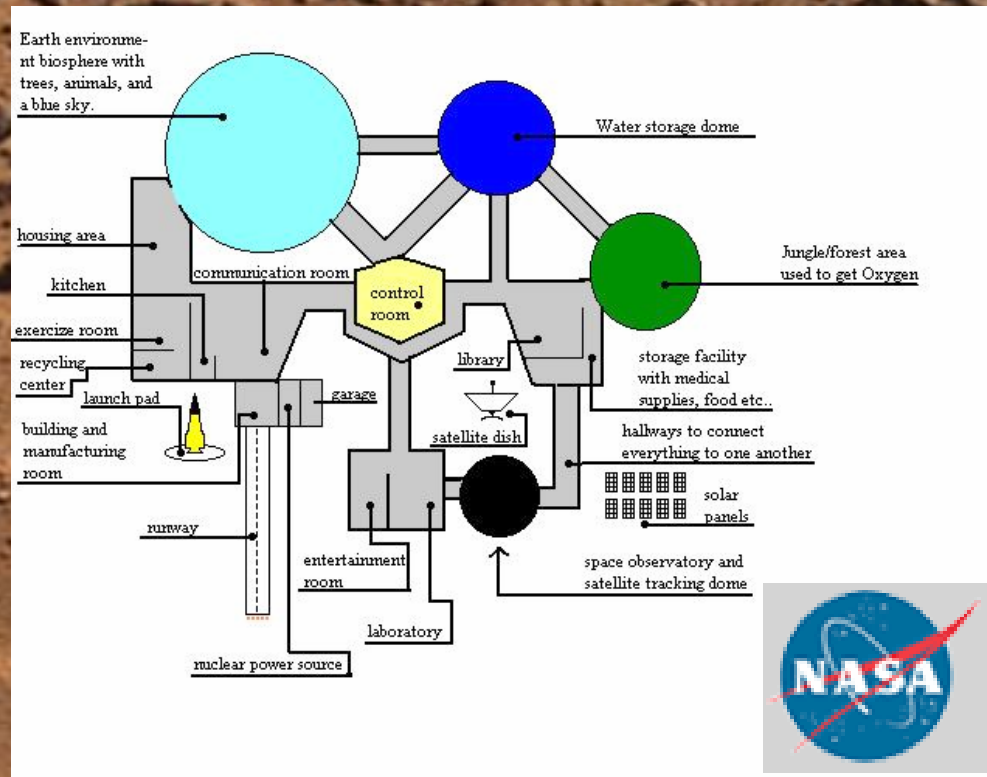 Earth environme-
nt biosphere with
trees, animals, and
a blue sky.
Water storage dome
housing area
communication room
Jungle/forest area
used to get Oxygen
kitchen
control
room
exercize room
library
recycling
center
storage facility
with medical
supplies, food etc..
launch pad
garage
satellite dish
building and
manufacturing
room
hallways to connect
everything to one another
solar
panels
runway
entertainment
room
space observatory and
satellite tracking dome
laboratory
nuclear power source
NASA